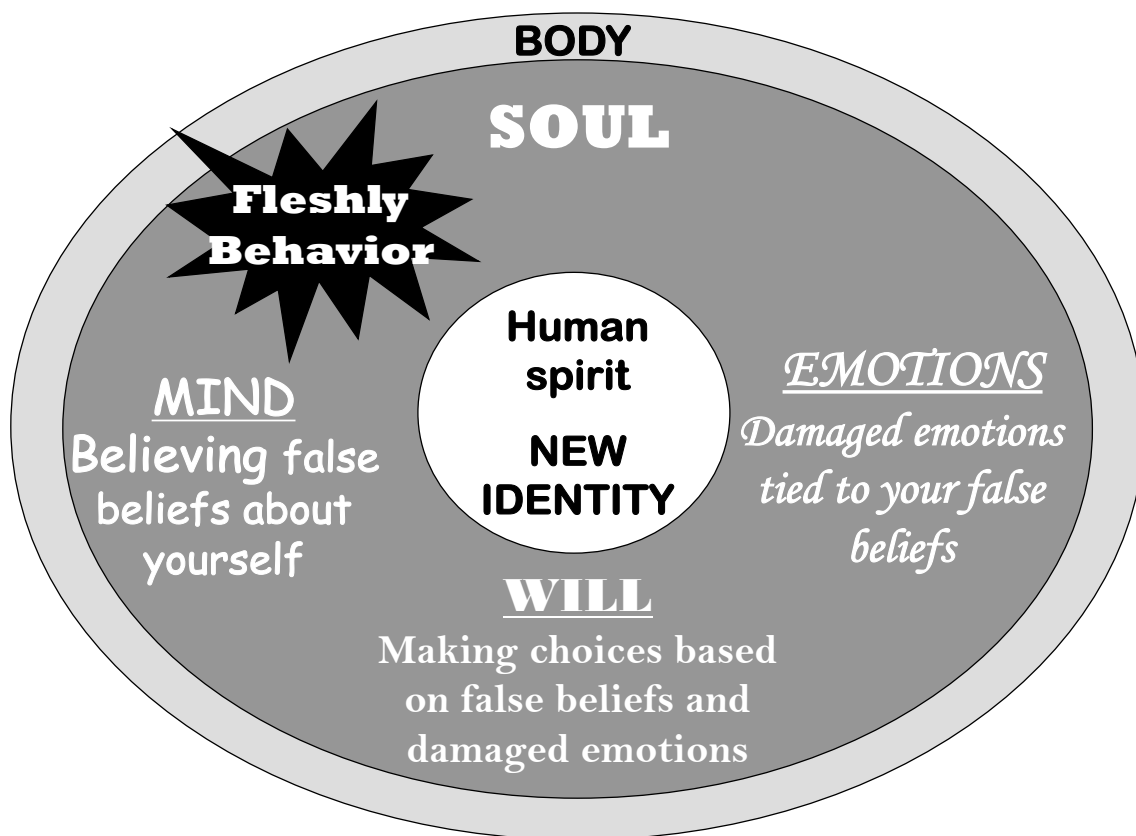 BODY
SOUL
Fleshly
Behavior
Human
spirit
NEW
IDENTITY
MIND
Believing false
beliefs about
yourself
EMOTIONS
Damaged emotions
tied to your false
beliefs
WILL
Making choices based
on false beliefs and
damaged emotions